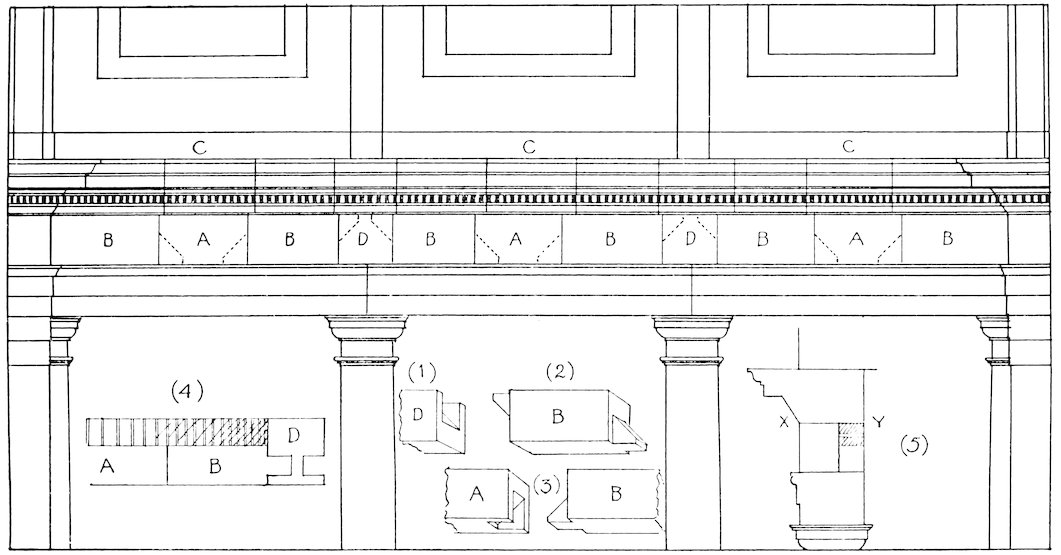 C C C
B A B D B A B D B A B
(1) (2)
(4)
D B X Y
D (5)
A B
A (3) B